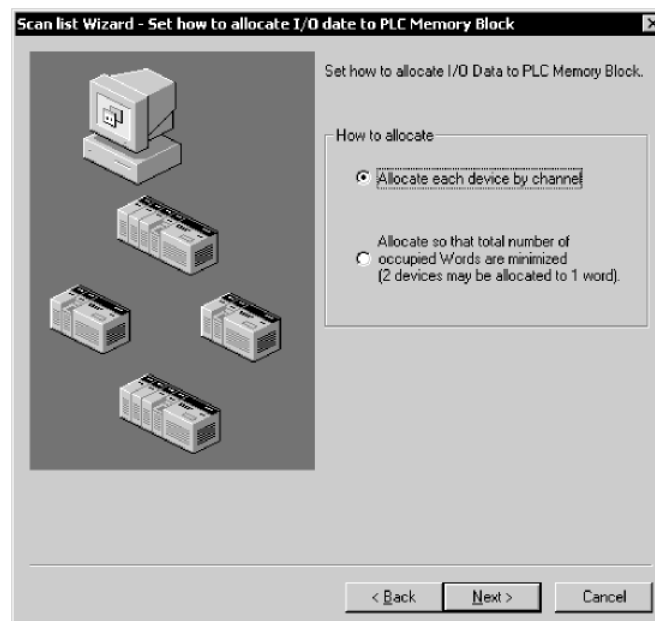 Scan list Wizard - Set how to allocate I/O date to PLC Memory Block
Set how to allocate I/O Data to PLC Memory Block.
How to allocate
Allocate each device by channel
Allocate so that total number of
occupied Words are minimized
(2 devices may be allocated to 1 word).
< Back
Next >
Cancel